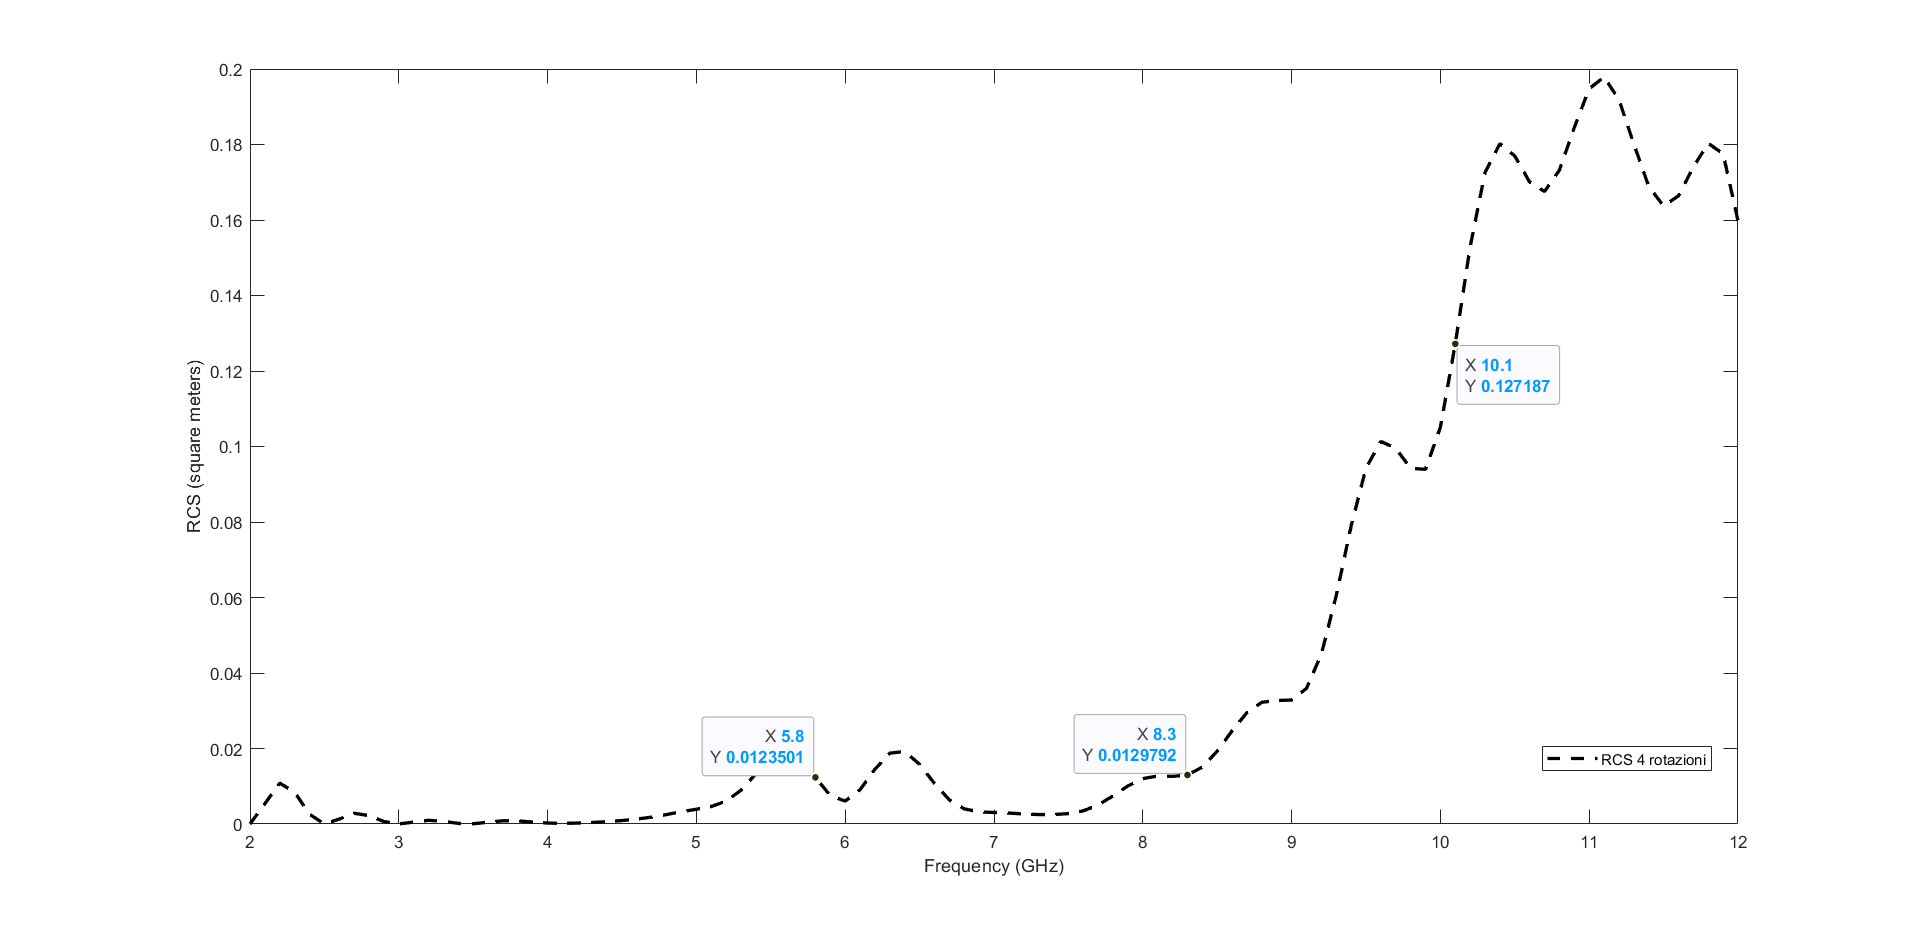 0.2
0.18
0.16
0.14
0.12
0.1
0.08
0.06
0.04
0.02
0
RCS (square meters)
X 5.8
Y 0.0123501
X 8.3
Y 0.0129792
X 10.1
Y 0.127187
RCS 4 rotazioni
2 3 4 5 6 7 8 9 10 11 12
Frequency (GHz)